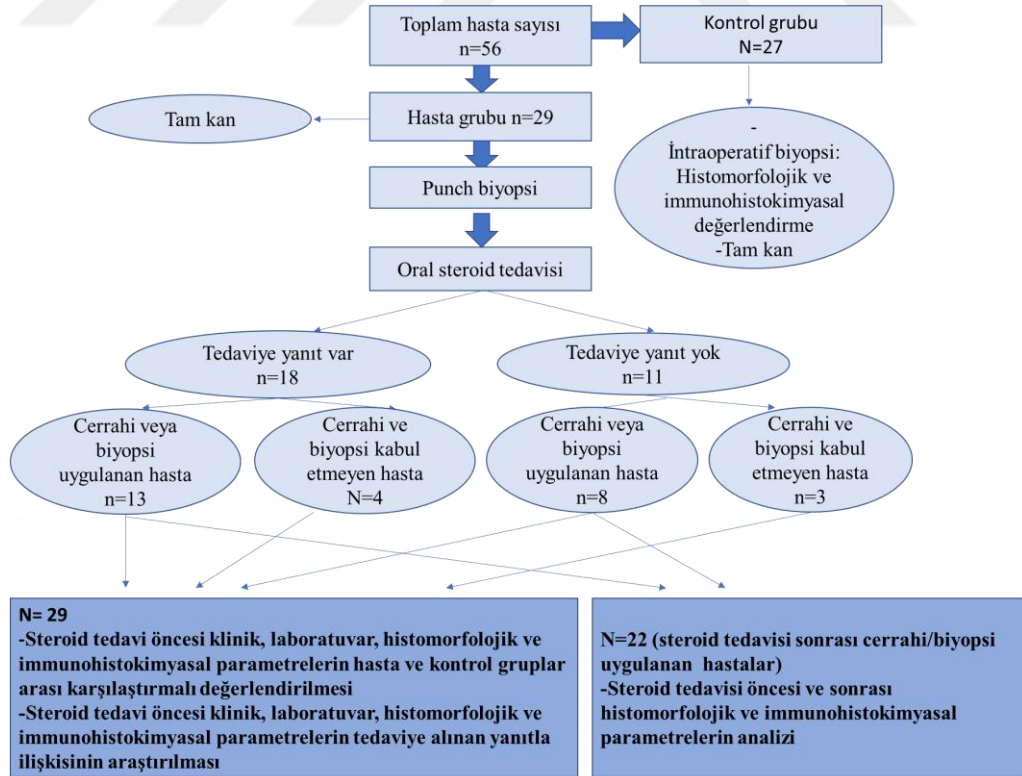 Toplam hasta sayısı
n=56
Kontrol grubu
N=27
Tam kan
Hasta grubu n=29
Punch biyopsi
-
İntraoperatif biyopsi:
Histomorfolojik ve
immunohistokimyasal
değerlendirme
-Tam kan
Oral steroid tedavisi
Tedaviye yanıt var
n=18
Tedaviye yanıt yok
n=11
Cerrahi veya
biyopsi
uygulanan hasta
n=13
Cerrahi ve
biyopsi kabul
etmeyen hasta
N=4
Cerrahi veya
biyopsi
uygulanan hasta
n=8
Cerrahi ve
biyopsi kabul
etmeyen hasta
n=3
N= 29
-Steroid tedavi öncesi klinik, laboratuvar, histomorfolojik ve
immunohistokimyasal parametrelerin hasta ve kontrol gruplar
arası karşılaştırmalı değerlendirilmesi
-Steroid tedavi öncesi klinik, laboratuvar, histomorfolojik ve
immunohistokimyasal parametrelerin tedaviye alınan yanıtla
ilişkisinin araştırılması
N=22 (steroid tedavisi sonrası cerrahi/biyopsi
uygulanan hastalar)
-Steroid tedavisi öncesi ve sonrası
histomorfolojik ve immunohistokimyasal
parametrelerin analizi